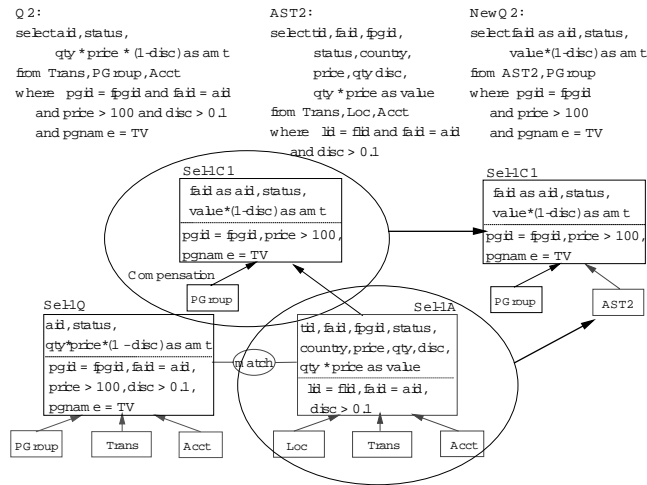 Q2:
select aid, status,
qty * price * (1-disc) as amt
from Trans, PGroup, Acct
where pgid = fpgid and faid = aid
and price > 100 and disc > 0.1
and pgname = TV
AST2:
select tid, faid, fpgid,
status, country,
price, qty disc,
qty * price as value
from Trans, Loc, Acct
where lid = flid and faid = aid
and disc > 0.1
NewQ2:
select faid as aid, status,
value*(1-disc) as amt
from AST2, PGroup
where pgid = fpgid
and price > 100
and pgname = TV
Sel-1C1
faid as aid, status,
value*(1-disc) as amt
pgid = fpgid, price > 100,
pgname = TV
Compensation
PGroup
Sel-1C1
faid as aid, status,
value*(1-disc) as amt
pgid = fpgid, price > 100,
pgname = TV
PGroup
AST2
Sel-1Q
aid, status,
qty*price*(1-disc) as amt
pgid = fpgid, faid = aid,
price > 100, disc > 0.1,
pgname = TV
match
Sel-1A
tid, faid, fpgid, status,
country, price, qty, disc,
qty * price as value
lid = flid, faid = aid,
disc > 0.1
PGroup
Trans
Acct
Loc
Trans
Acct